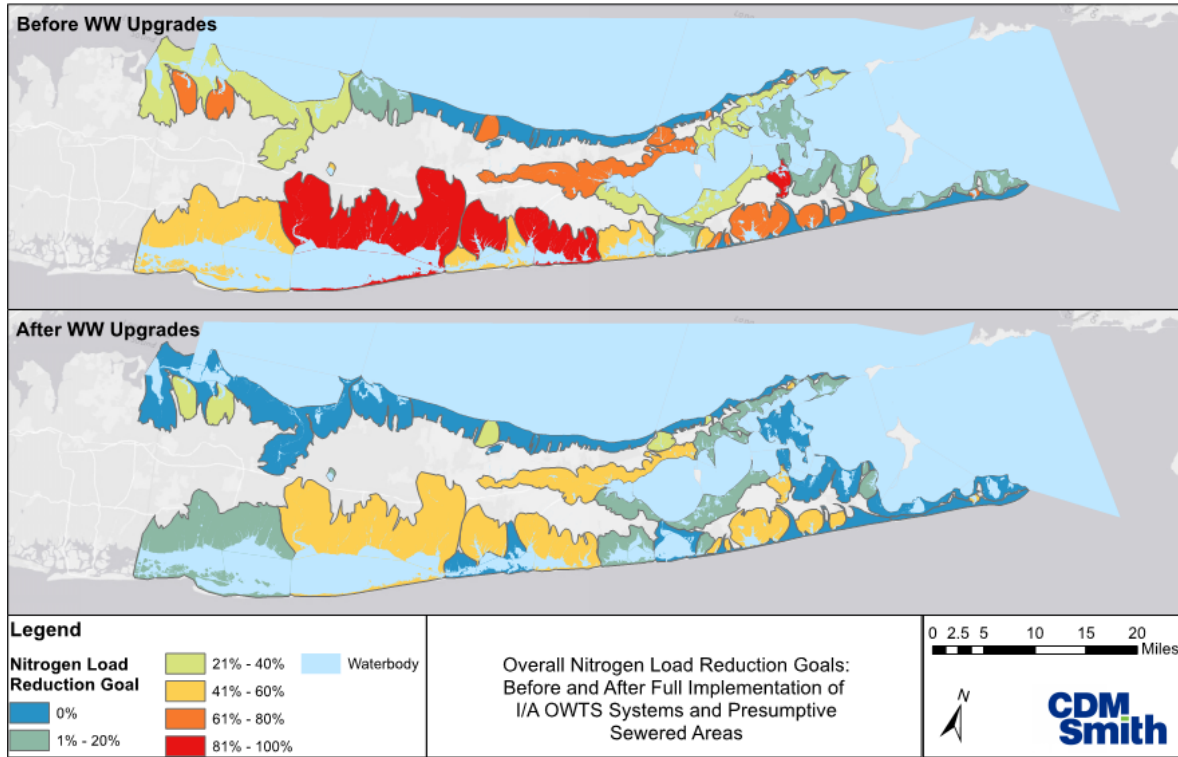 Before WW Upgrades
After WW Upgrades
Legend
Nitrogen Load
Reduction Goal
0%
1% - 20%
21% - 40%
41% - 60%
61% - 80%
81% - 100%
Waterbody
Overall Nitrogen Load Reduction Goals:
Before and After Full Implementation of
I/A OWTS Systems and Presumptive
Sewered Areas
0 2.5 5 10 15 20
Miles
N
CDM
Smith